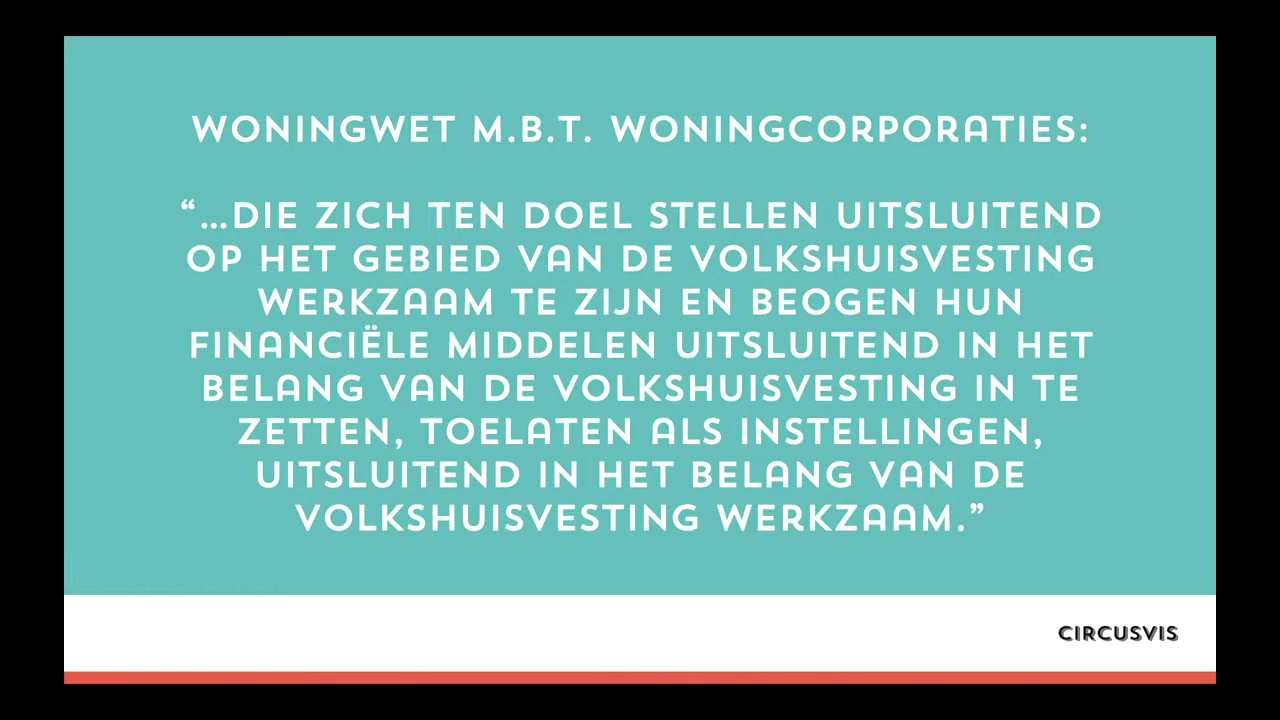 WONINGWET M.B.T. WONINGCORPORATIES:
“...DIE ZICH TEN DOEL STELLEN UITSLUITEND
OP HET GEBIED VAN DE VOLKSHUISVESTING
WERKZAAM TE ZIJN EN BEOGEN HUN
FINANCIËLE MIDDELEN UITSLUITEND IN HET
BELANG VAN DE VOLKSHUISVESTING IN TE
ZETTEN, TOELATEN ALS INSTELLINGEN,
UITSLUITEND IN HET BELANG VAN DE
VOLKSHUISVESTING WERKZAAM.”
CIRCUSVIS